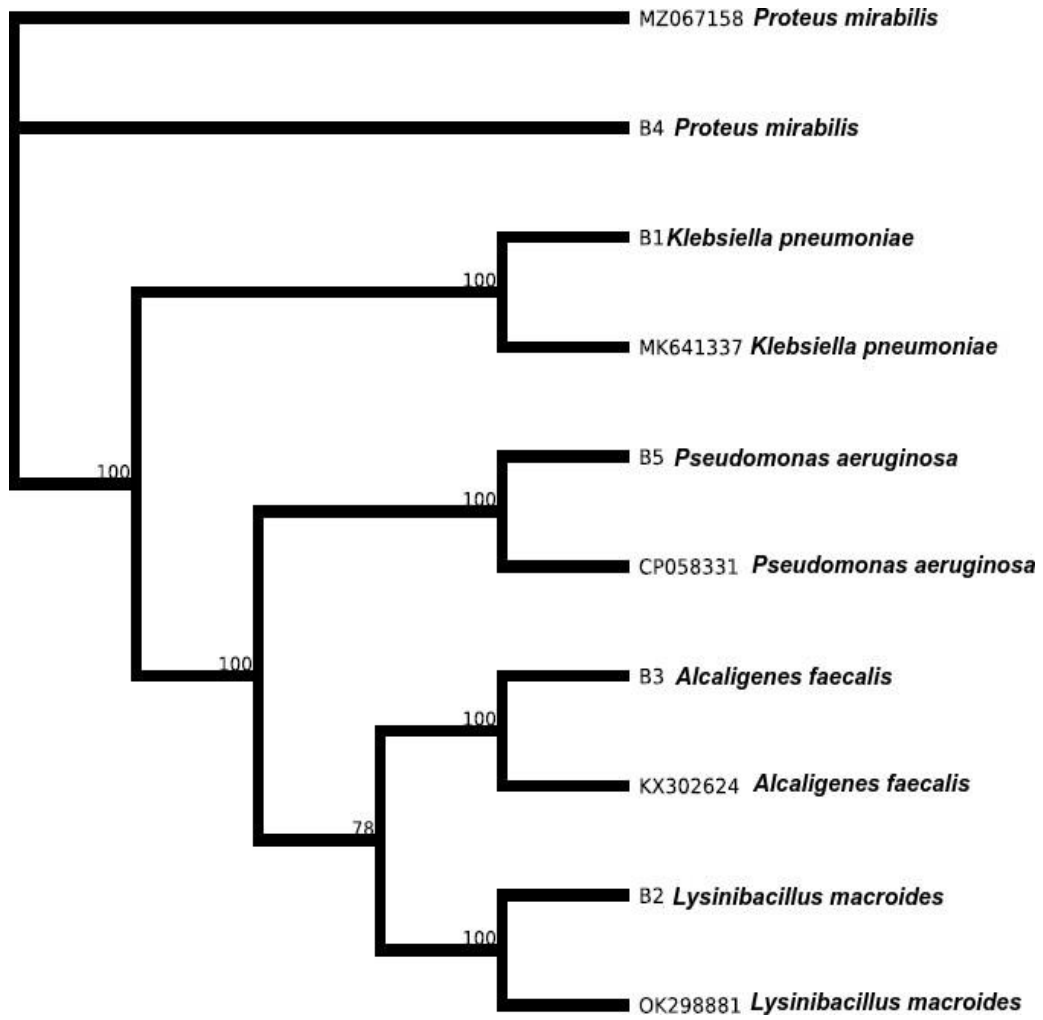 MZ067158 Proteus mirabilis
B4 Proteus mirabilis
B1 Klebsiella pneumoniae
100
MK641337 Klebsiella pneumoniae
B5 Pseudomonas aeruginosa
100
100
CP058331 Pseudomonas aeruginosa
100
B3 Alcaligenes faecalis
100
KX302624 Alcaligenes faecalis
78
B2 Lysinibacillus macroides
100
OK298881 Lysinibacillus macroides